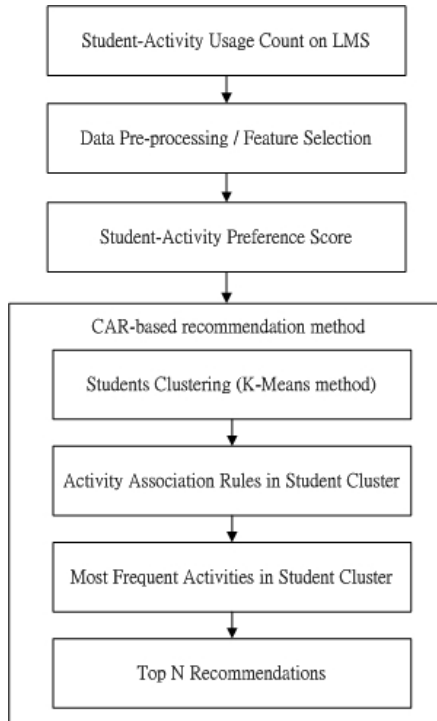 Student-Activity Usage Count on LMS
Data Pre-processing / Feature Selection
Student-Activity Preference Score
CAR-based recommendation method
Students Clustering (K-Means method)
Activity Association Rules in Student Cluster
Most Frequent Activities in Student Cluster
Top N Recommendations